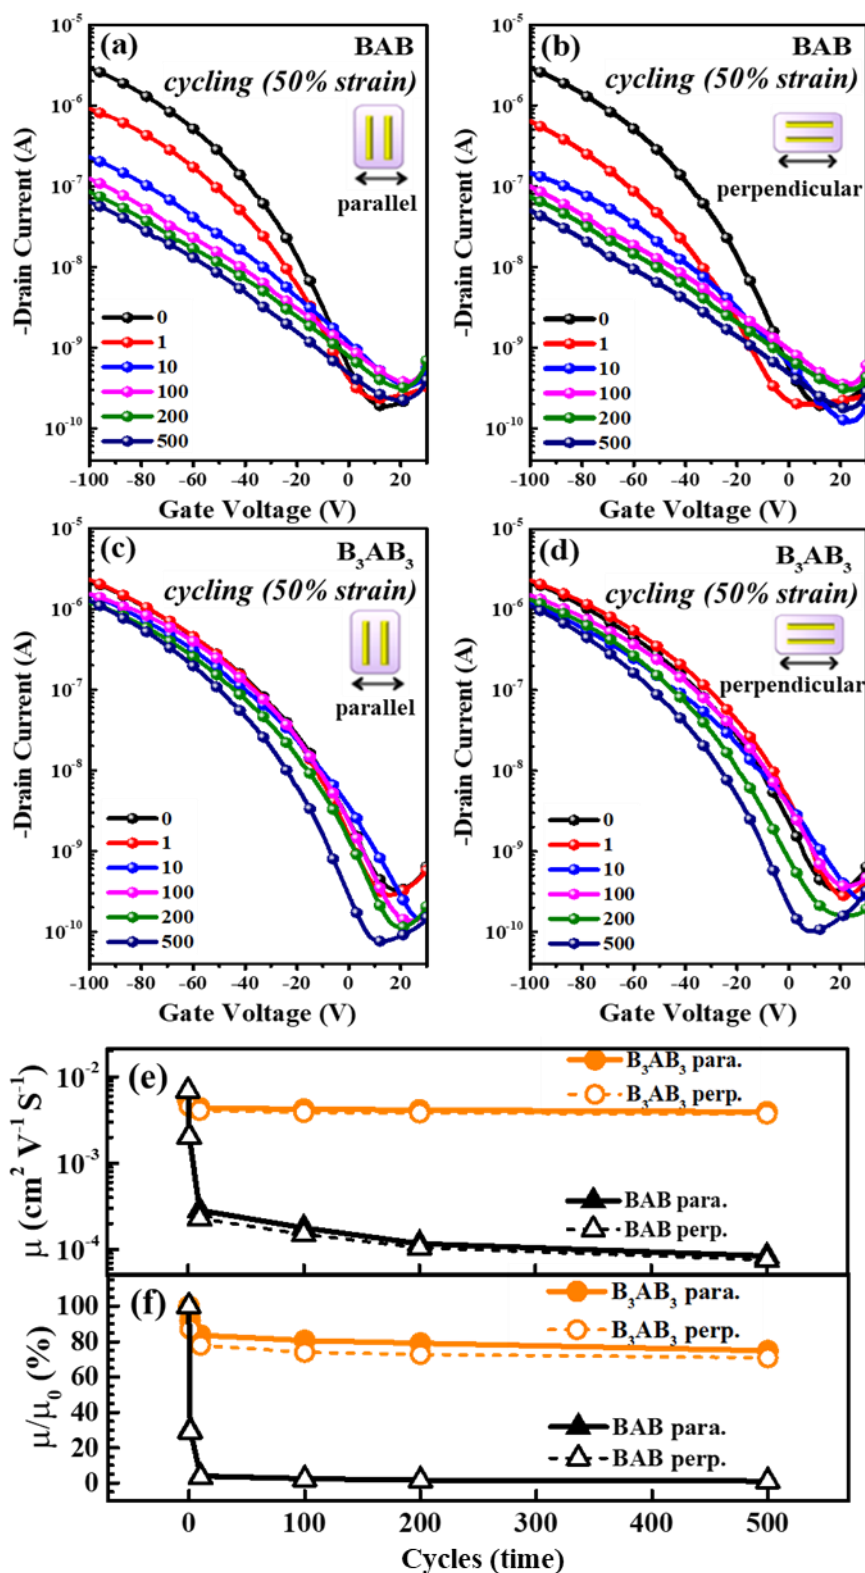 (a) BAB
cycling (50% strain)
parallel
-Drain Current (A)
10⁻⁵
10⁻⁶
10⁻⁷
10⁻⁸
10⁻⁹
10⁻¹⁰
0
1
10
100
200
500
-100 -80 -60 -40 -20 0 20
Gate Voltage (V)
(b) BAB
cycling (50% strain)
perpendicular
-Drain Current (A)
10⁻⁵
10⁻⁶
10⁻⁷
10⁻⁸
10⁻⁹
10⁻¹⁰
0
1
10
100
200
500
-100 -80 -60 -40 -20 0 20
Gate Voltage (V)
(c) B₃AB₃
cycling (50% strain)
parallel
-Drain Current (A)
10⁻⁵
10⁻⁶
10⁻⁷
10⁻⁸
10⁻⁹
10⁻¹⁰
0
1
10
100
200
500
-100 -80 -60 -40 -20 0 20
Gate Voltage (V)
(d) B₃AB₃
cycling (50% strain)
perpendicular
-Drain Current (A)
10⁻⁵
10⁻⁶
10⁻⁷
10⁻⁸
10⁻⁹
10⁻¹⁰
0
1
10
100
200
500
-100 -80 -60 -40 -20 0 20
Gate Voltage (V)
(e)
B₃AB₃ para.
B₃AB₃ perp.
BAB para.
BAB perp.
μ (cm² V⁻¹ S⁻¹)
10⁻²
10⁻³
10⁻⁴
(f)
B₃AB₃ para.
B₃AB₃ perp.
BAB para.
BAB perp.
μ/μ₀ (%)
100
80
60
40
20
0
0 100 200 300 400 500
Cycles (time)